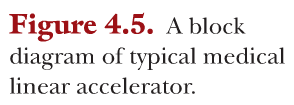 Figure 4.5. A block
diagram of typical medical
linear accelerator.